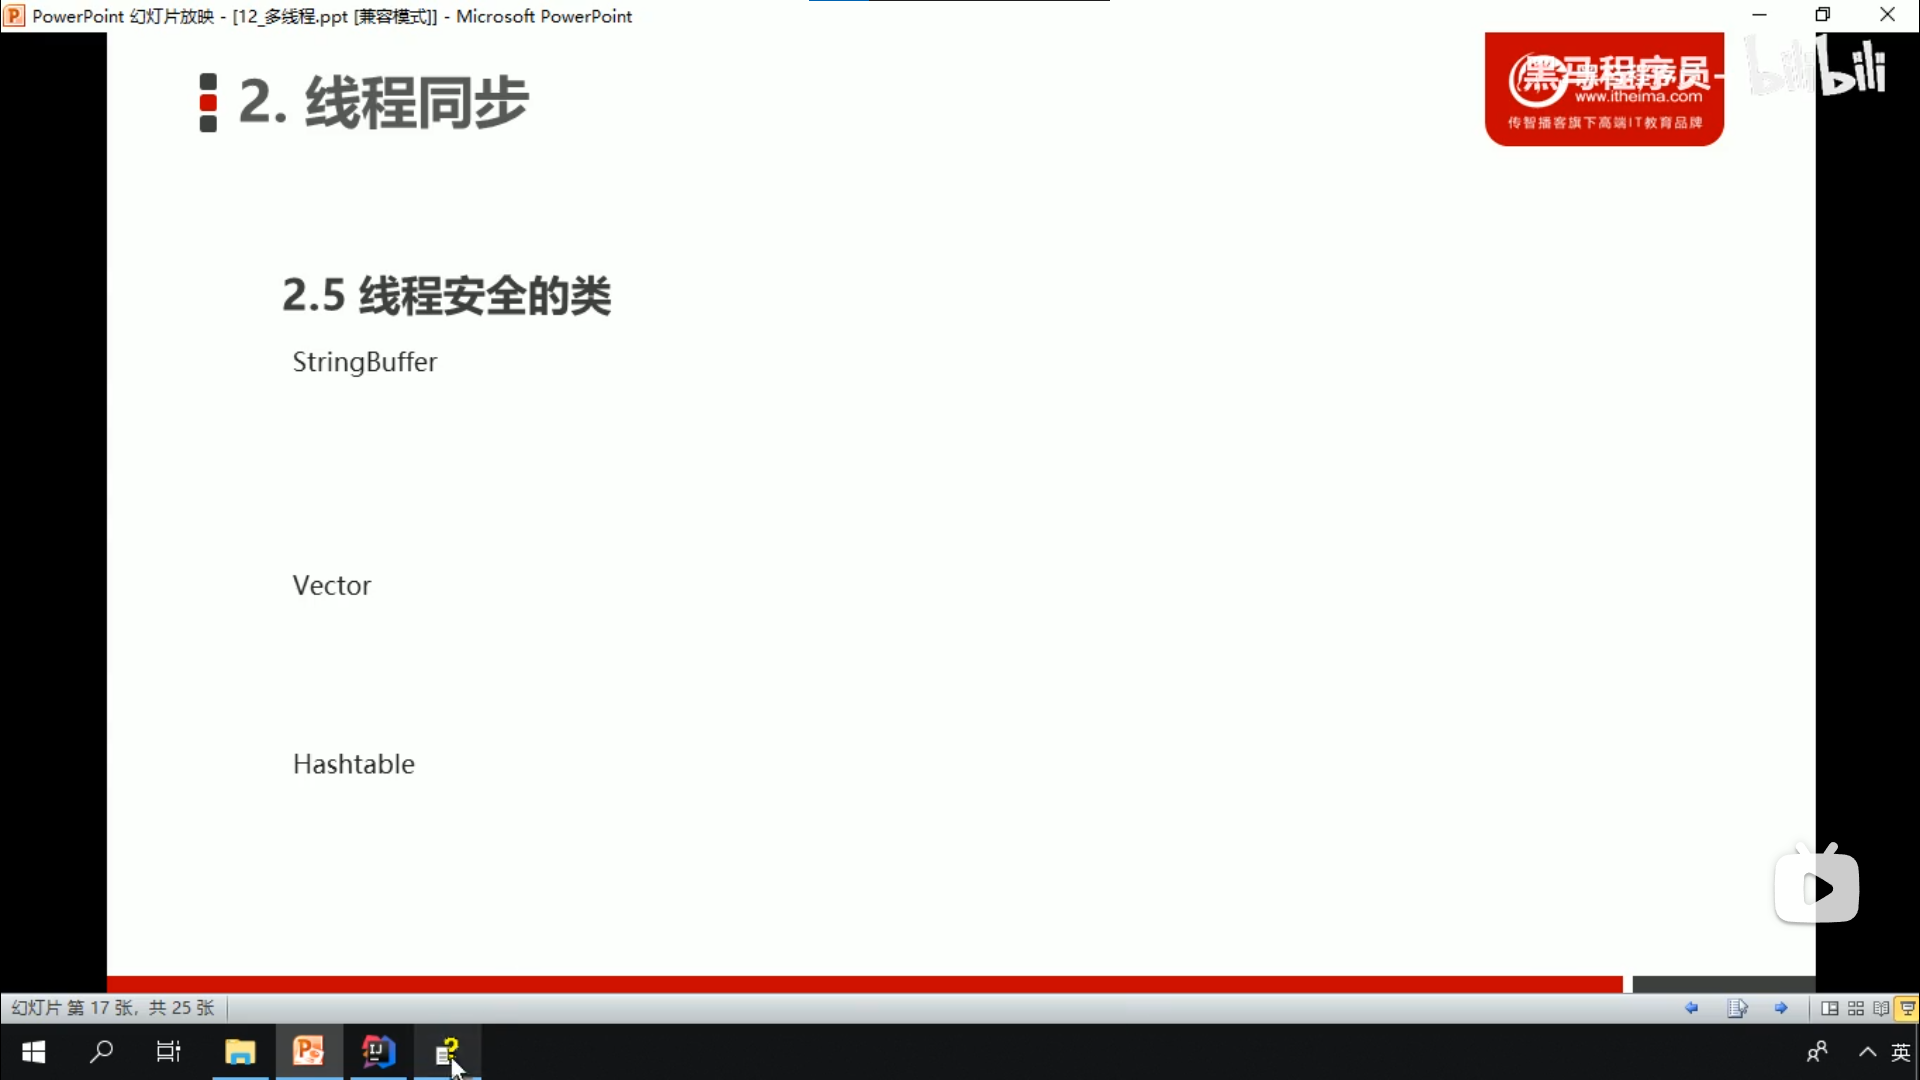 PowerPoint 幻灯片放映 - [12_多线程.ppt [兼容模式]] - Microsoft PowerPoint
2. 线程同步
黑马程序员-
bilibili
www.itheima.com
传智播客旗下高端IT教育品牌
2.5 线程安全的类
StringBuffer
Vector
Hashtable
幻灯片 第 17 张，共 25 张
英